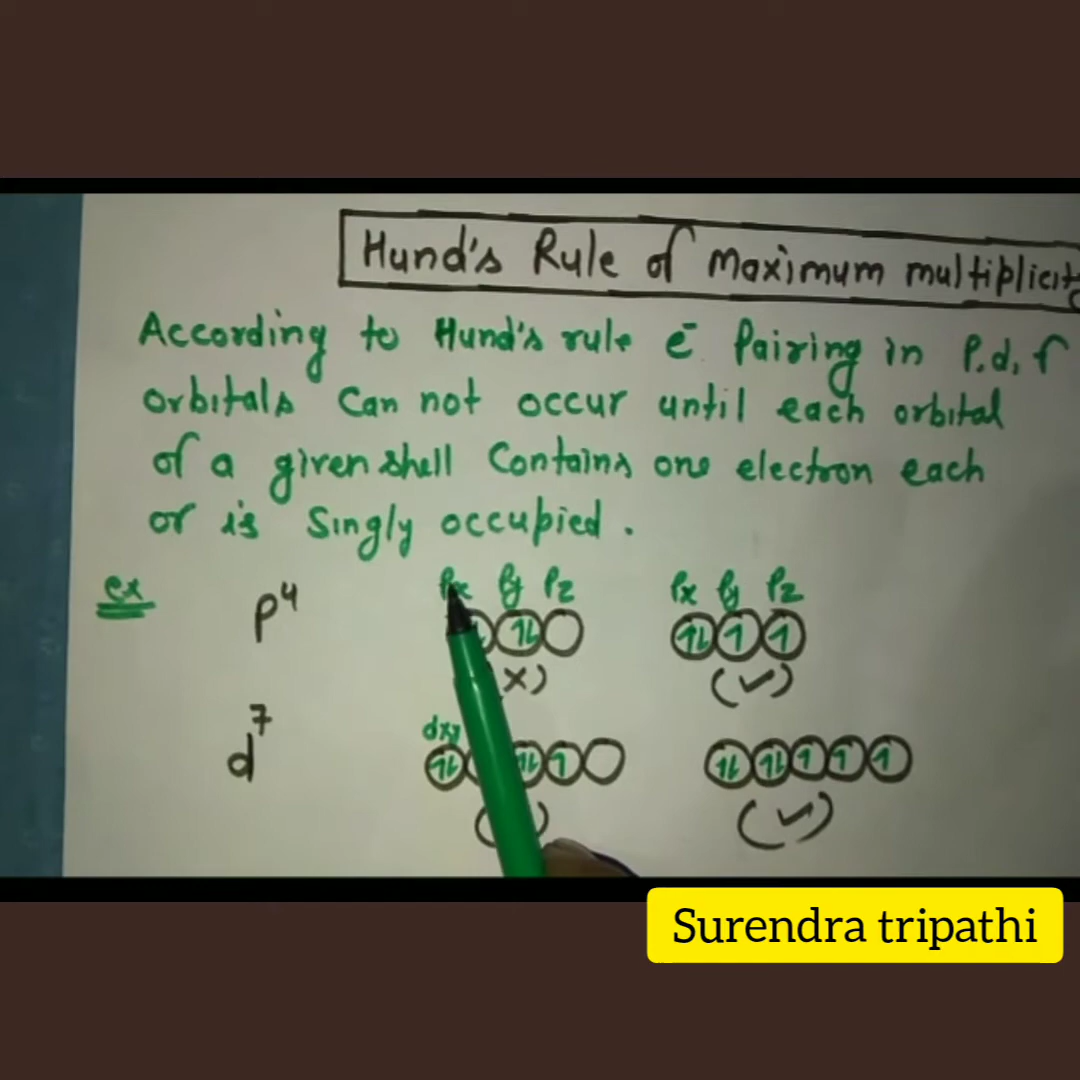 Hund's Rule of maximum multiplicity
According to Hund's rule ē Pairing in P,d,f
orbitals Can not occur until each orbital
of a given shell Contains one electron each
or is Singly occupied.
ex
p⁴ Px Py Pz Px Py Pz
⥮ ○ ⥮ ↿ ↿
(×) (✓)
d⁷ dxy
⥮ ⥮ ↿ ○ ⥮ ⥮ ↿ ↿ ↿
(✓)
Surendra tripathi